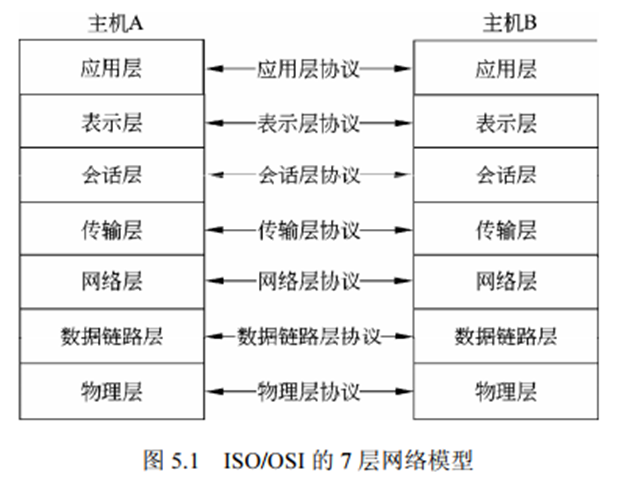 主机A 主机B
应用层 应用层协议 应用层
表示层 表示层协议 表示层
会话层 会话层协议 会话层
传输层 传输层协议 传输层
网络层 网络层协议 网络层
数据链路层 数据链路层协议 数据链路层
物理层 物理层协议 物理层
图 5.1 ISO/OSI 的 7 层网络模型